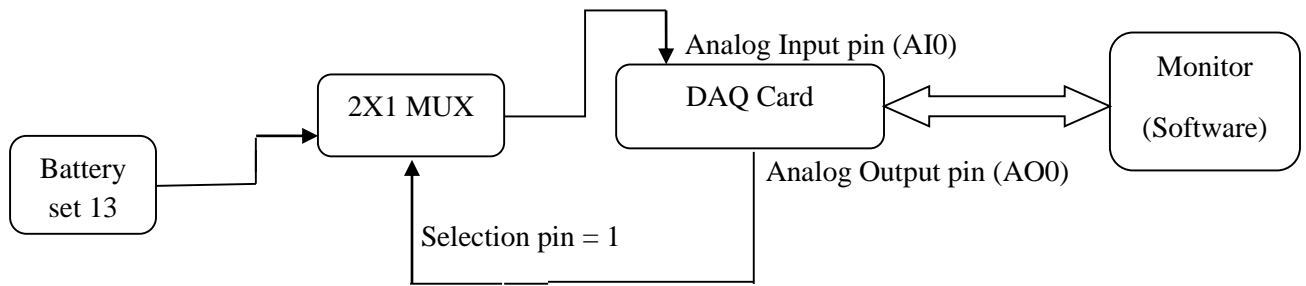 Analog Input pin (AI0)
2X1 MUX
DAQ Card
Monitor
(Software)
Battery
set 13
Analog Output pin (AO0)
Selection pin = 1